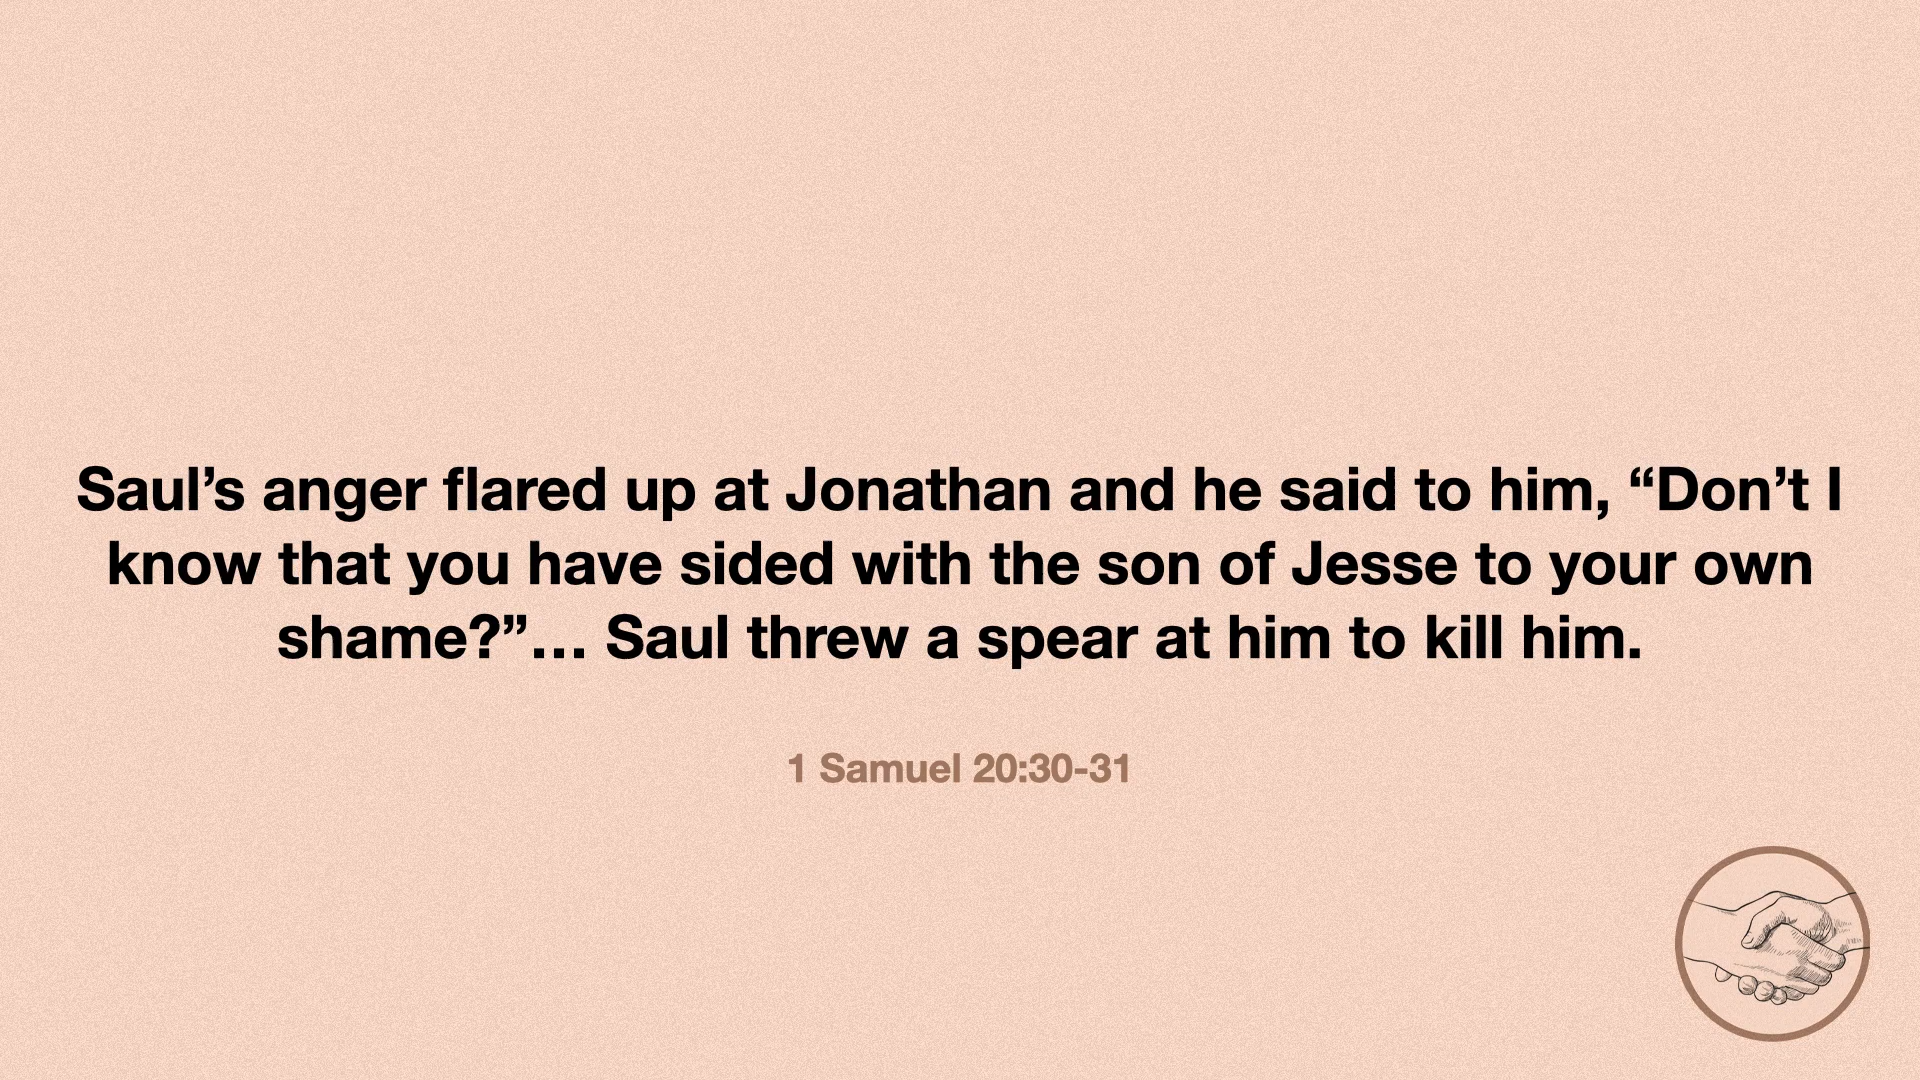 Saul’s anger flared up at Jonathan and he said to him, “Don’t I
know that you have sided with the son of Jesse to your own
shame?”… Saul threw a spear at him to kill him.
1 Samuel 20:30-31